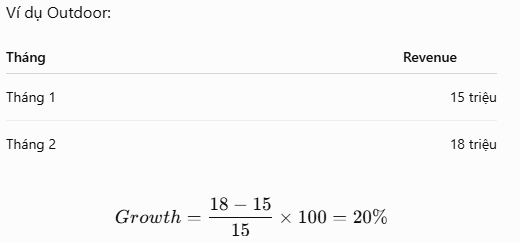 Ví dụ Outdoor:
Tháng Revenue
Tháng 1 15 triệu
Tháng 2 18 triệu
Growth = \frac{18 − 15}{15} × 100 = 20%